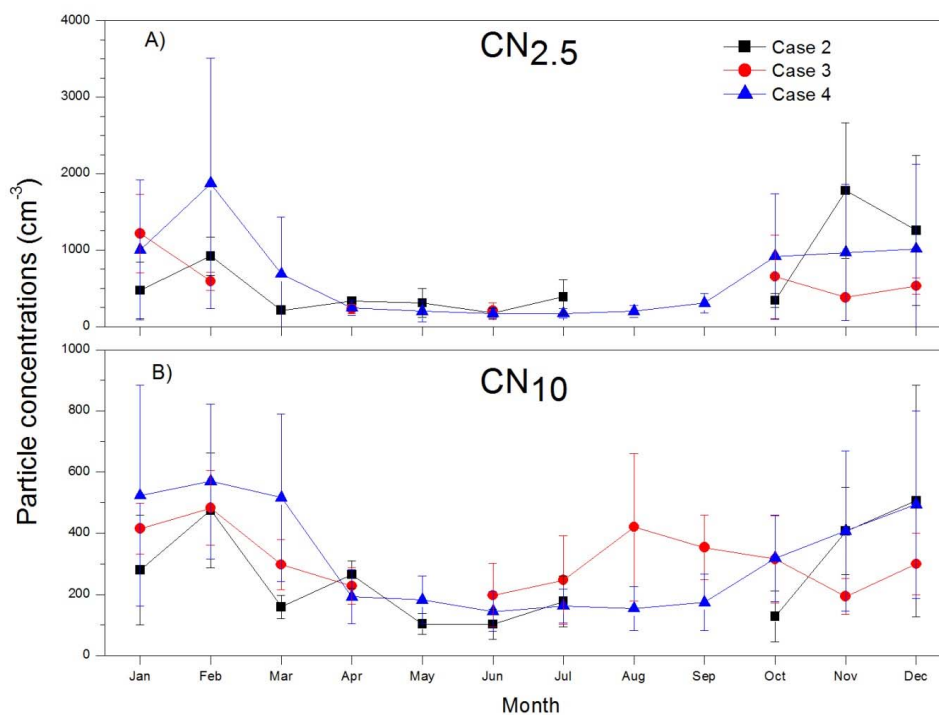 A)
CN2.5
Case 2
Case 3
Case 4
4000
3000
2000
1000
0
B)
CN10
1000
800
600
400
200
0
Particle concentrations (cm-3)
Jan Feb Mar Apr May Jun Jul Aug Sep Oct Nov Dec
Month